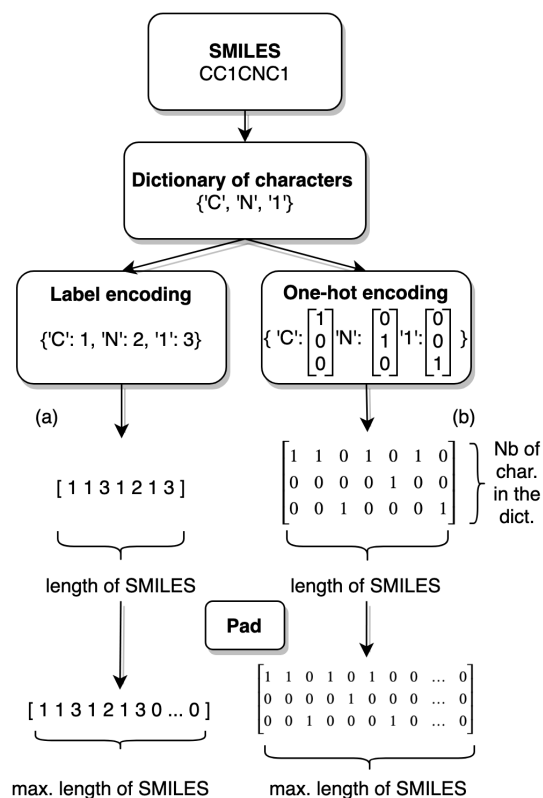 SMILES
CC1CNC1
Dictionary of characters
{'C', 'N', '1'}
Label encoding
{'C': 1, 'N': 2, '1': 3}
One-hot encoding
{ 'C': [1 0 0] 'N': [0 1 0] '1': [0 0 1] }
(a)
(b)
[ 1 1 3 1 2 1 3 ]
1 1 0 1 0 1 0
0 0 0 0 1 0 0
0 0 1 0 0 0 1
Nb of
char.
in the
dict.
length of SMILES
length of SMILES
Pad
[ 1 1 3 1 2 1 3 0 ... 0 ]
1 1 0 1 0 1 0 0 ... 0
0 0 0 0 1 0 0 0 ... 0
0 0 1 0 0 0 1 0 ... 0
max. length of SMILES
max. length of SMILES